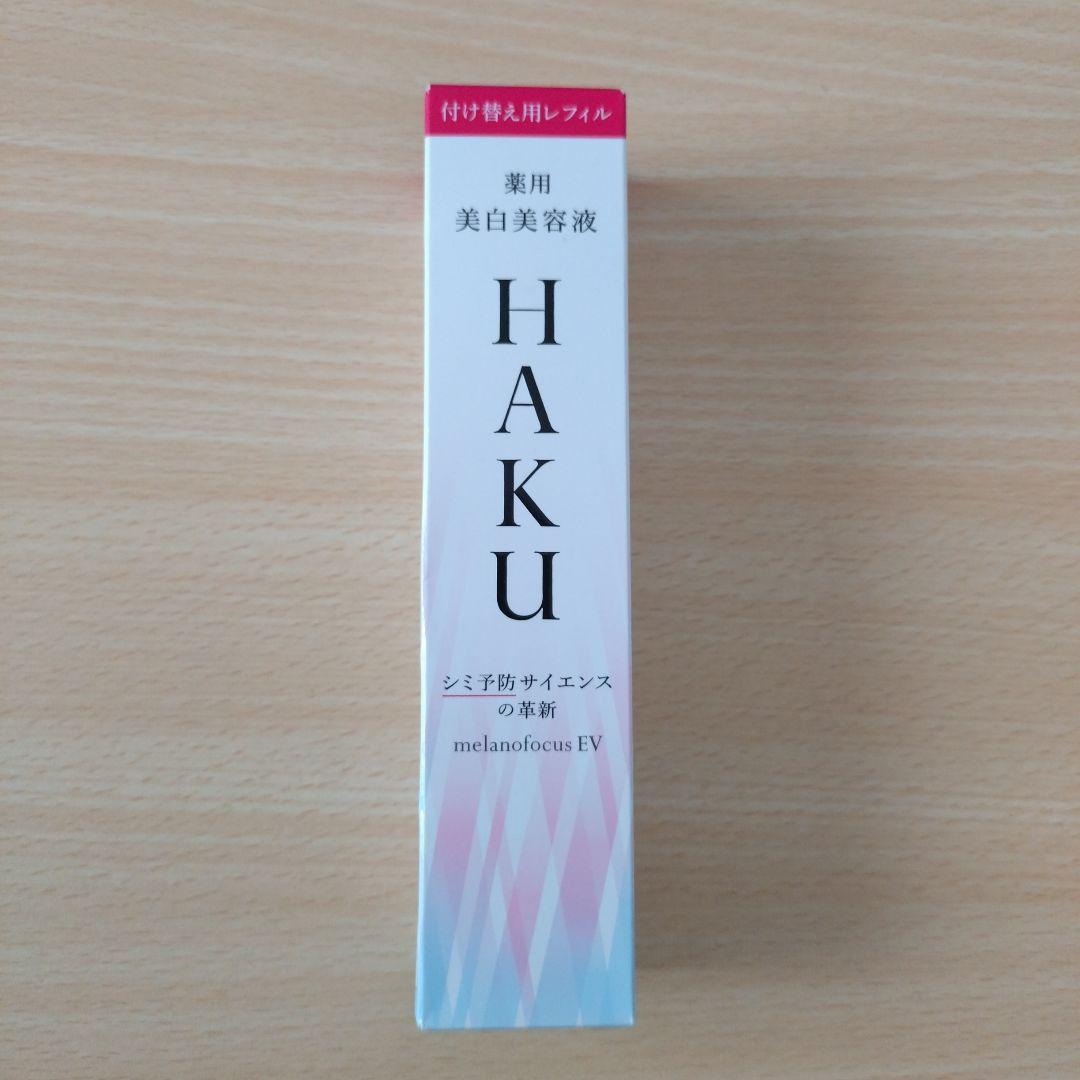 付け替え用レフィル
薬用
美白美容液
HAKU
シミ予防サイエンス
の革新
melanofocus EV